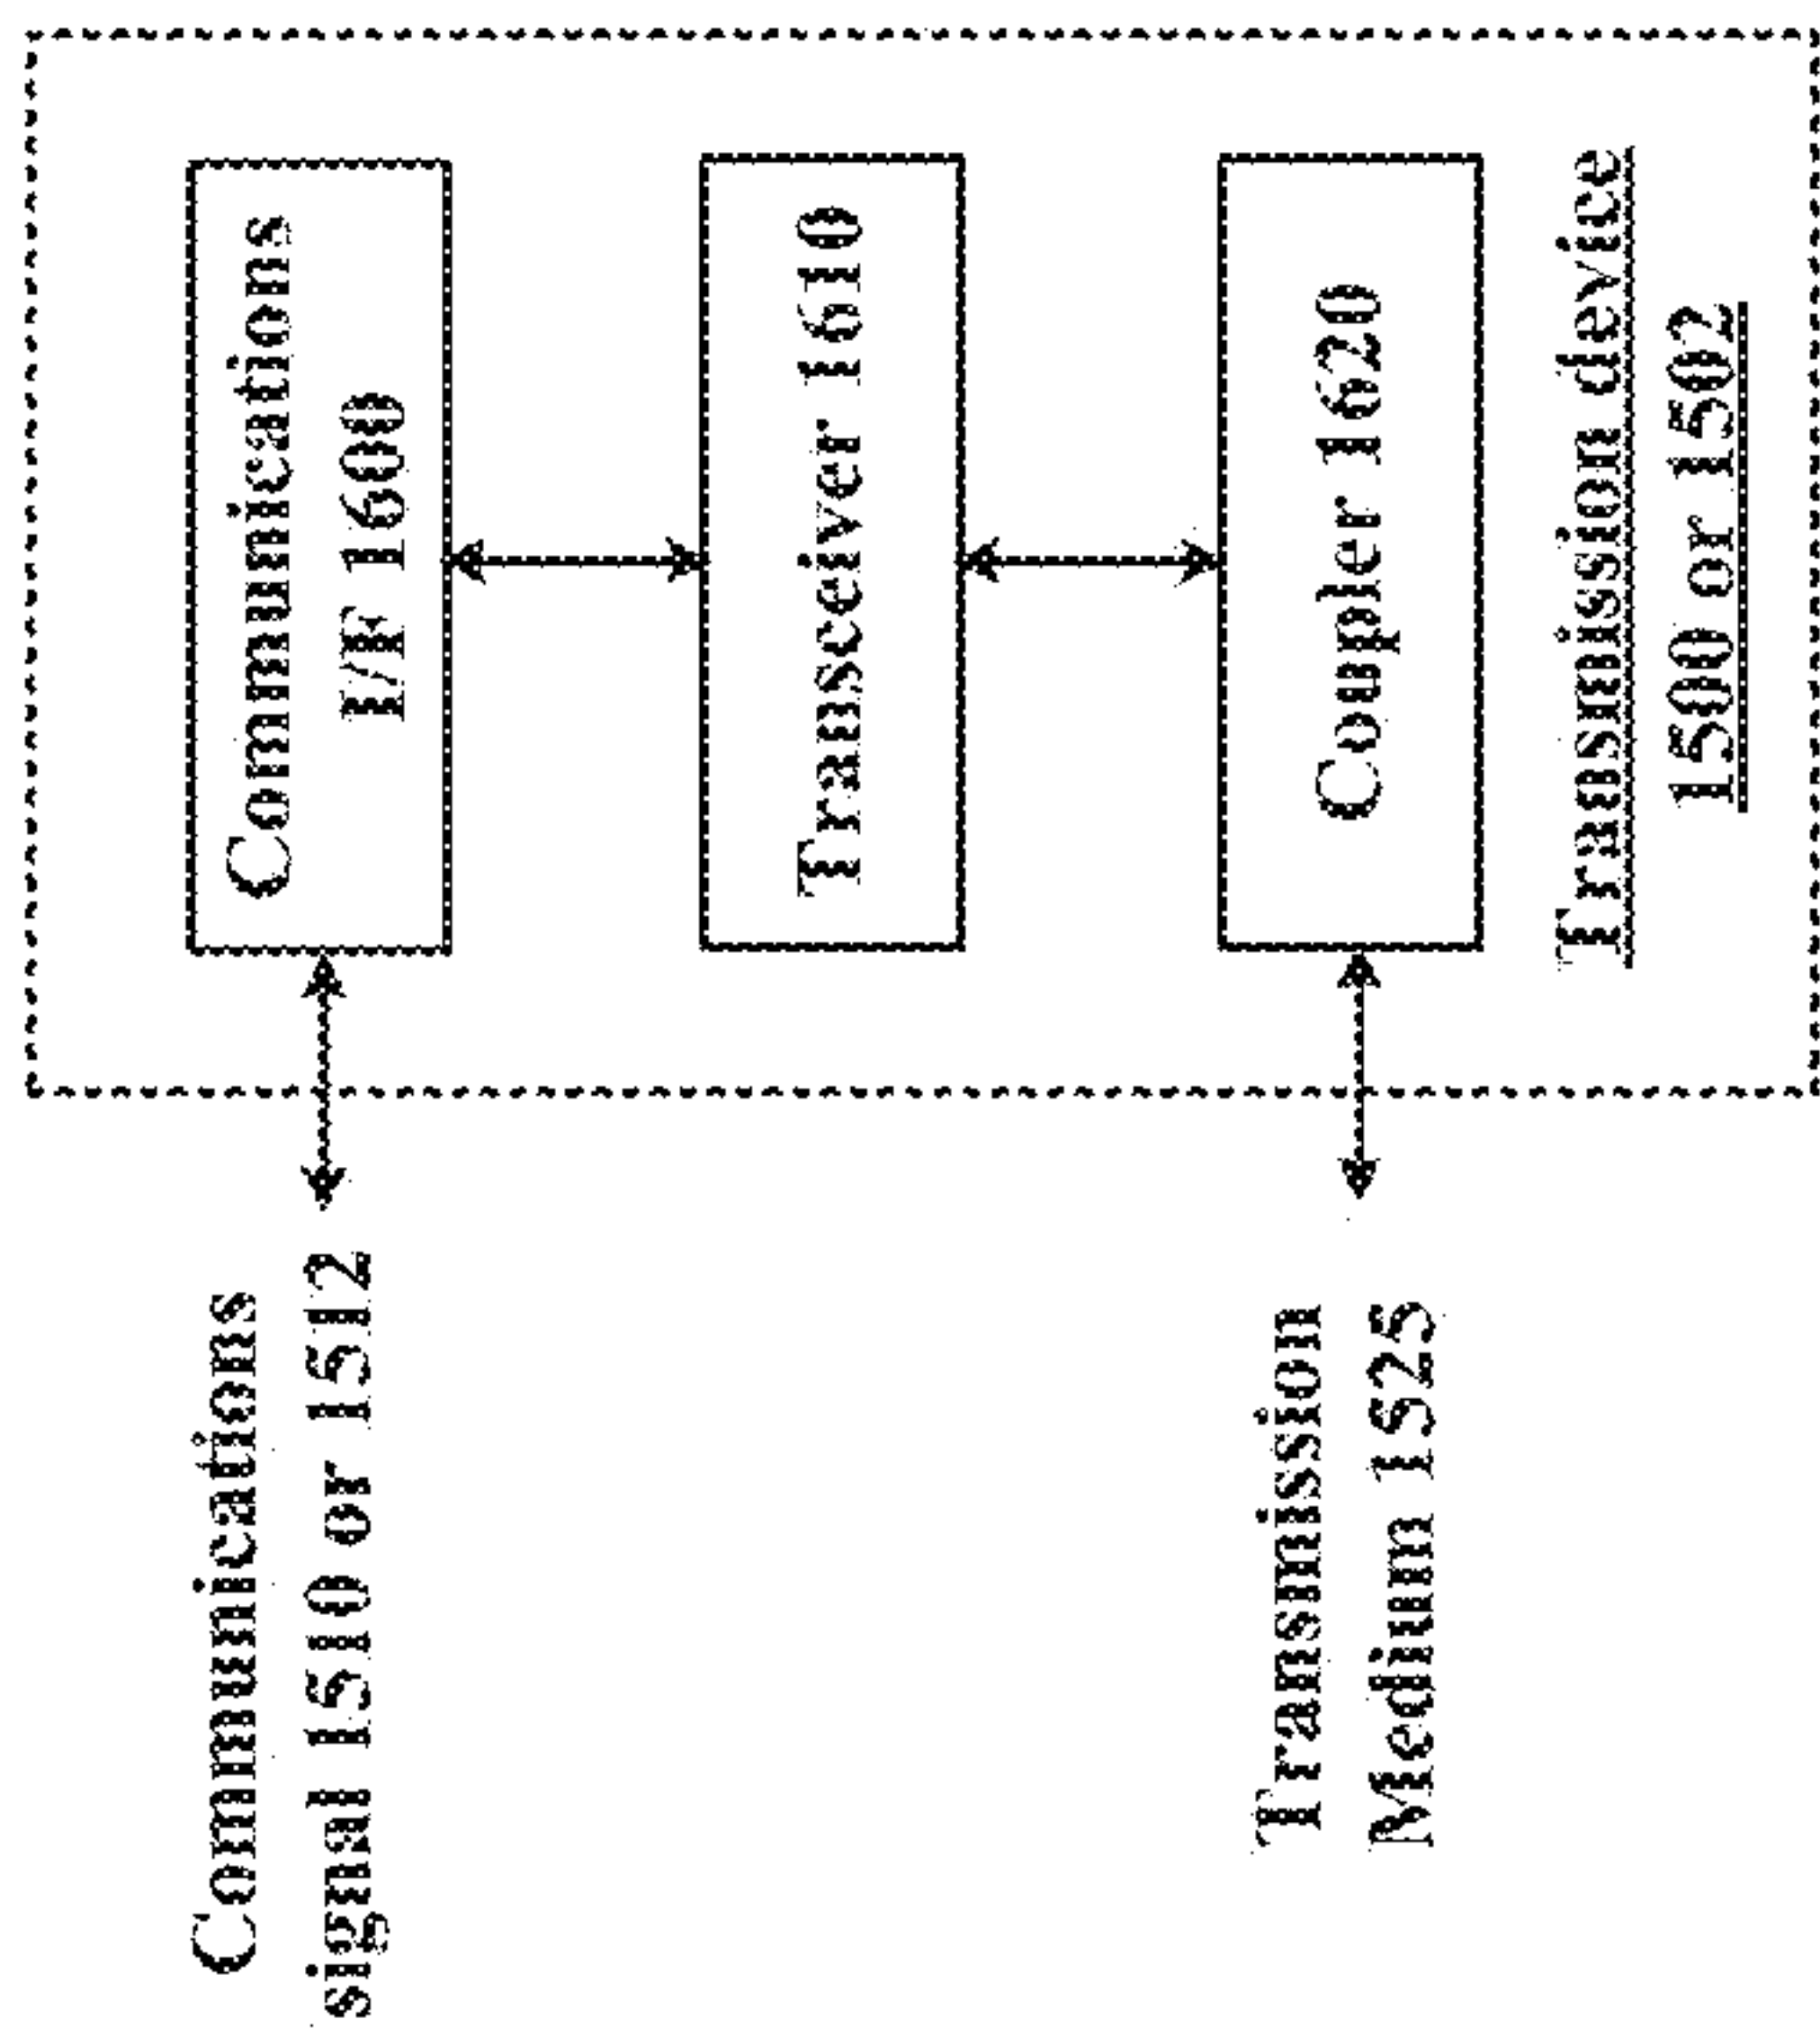 Communications
signal 1510 or 1512
Communications
I/F 1600
Transceiver 1610
Transmission
Medium 1525
Coupler 1620
Transmission device
1500 or 1502